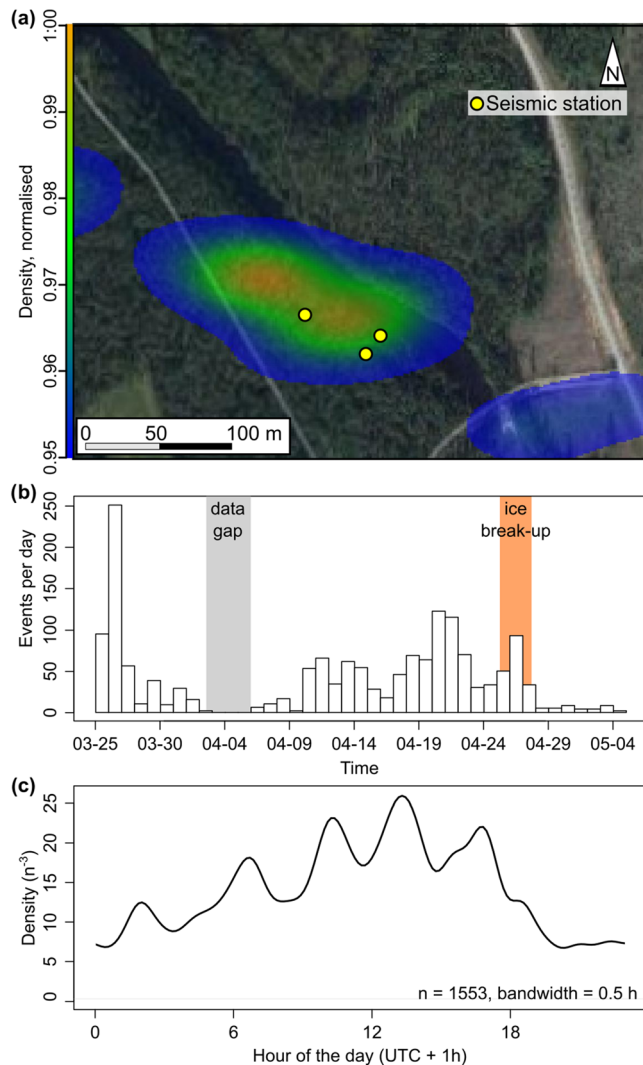 (a)
1.00
0.99
0.98
0.97
0.96
0.95
Density, normalised
N
Seismic station
0 50 100 m
(b)
250
200
150
100
50
0
Events per day
data
gap
ice
break-up
03-25 03-30 04-04 04-09 04-14 04-19 04-24 04-29 05-04
Time
(c)
25
20
15
10
5
0
Density (n⁻³)
n = 1553, bandwidth = 0.5 h
0 6 12 18
Hour of the day (UTC + 1h)